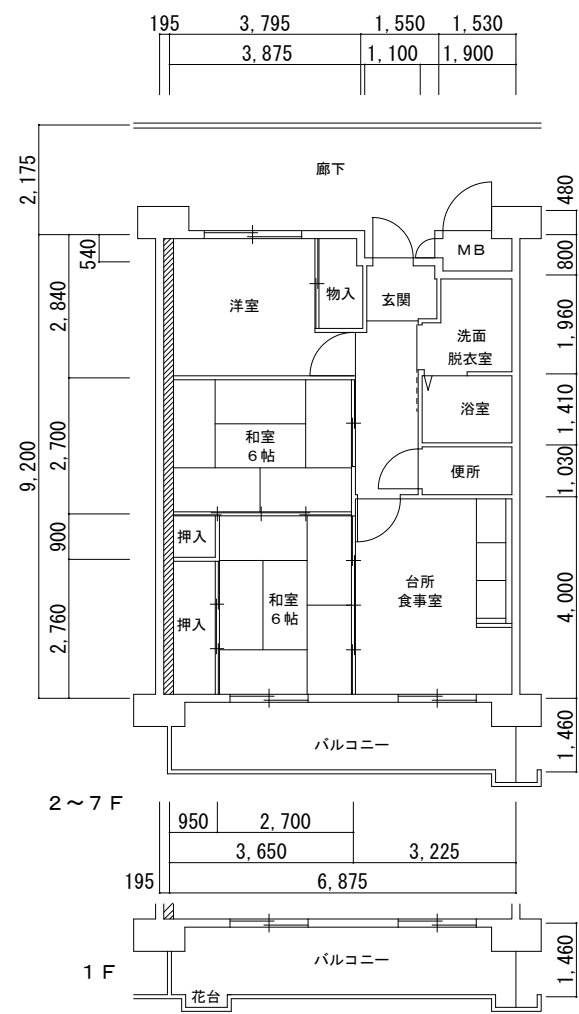 195 3,795 1,550 1,530
3,875 1,100 1,900
2,175
廊下
480
540
MB
800
2,840
洋室
物入
玄関
洗面
脱衣室
1,960
9,200
2,700
和室
6帖
浴室
1,410
便所
1,030
900
押入
押入
和室
6帖
台所
食事室
4,000
2,760
バルコニー
1,460
2～7F
950 2,700
3,650 3,225
195 6,875
1F
バルコニー
1,460
花台